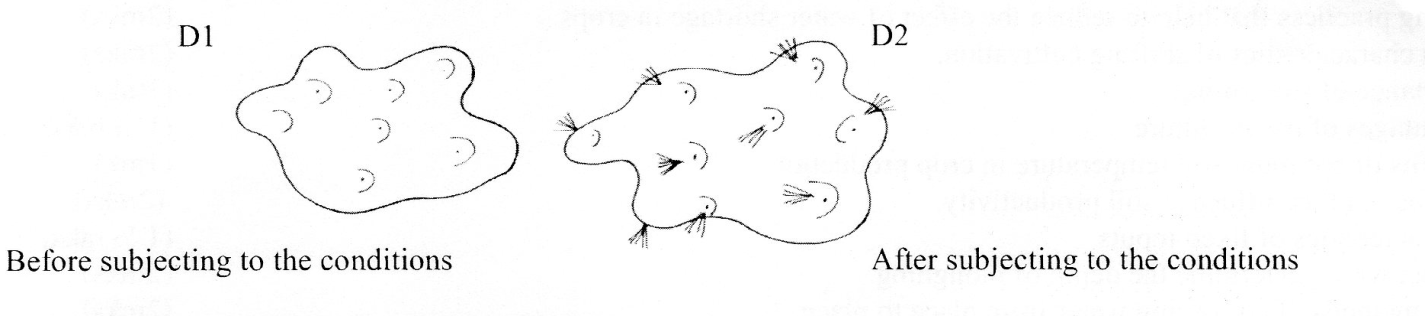 D1
D2
Before subjecting to the conditions
After subjecting to the conditions